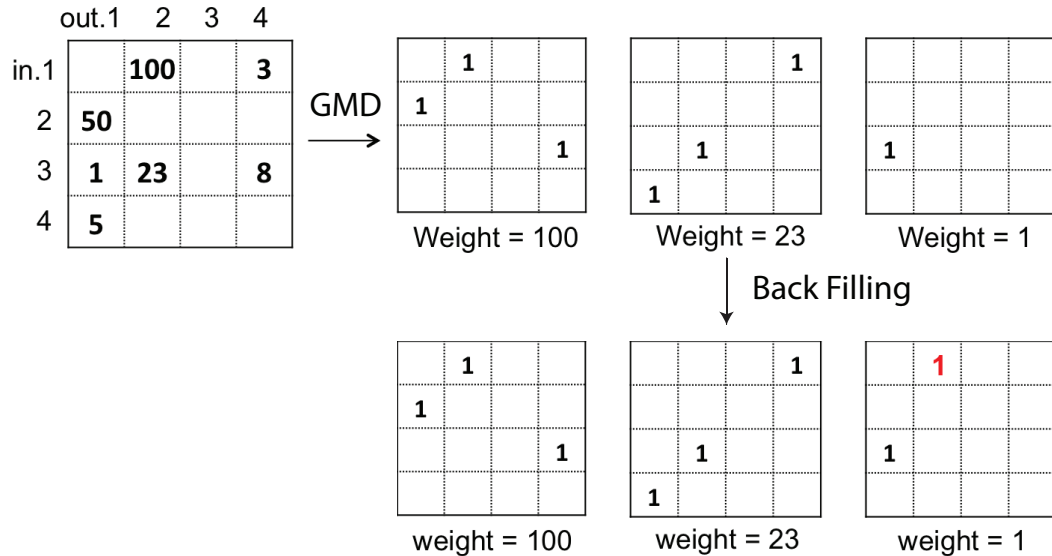 out.1 2 3 4
in.1 100 3
2 50
3 1 23 8
4 5
GMD
1
1
1
Weight = 100
1
1
1
Weight = 23
1
Weight = 1
Back Filling
1
1
1
weight = 100
1
1
1
weight = 23
1
1
weight = 1